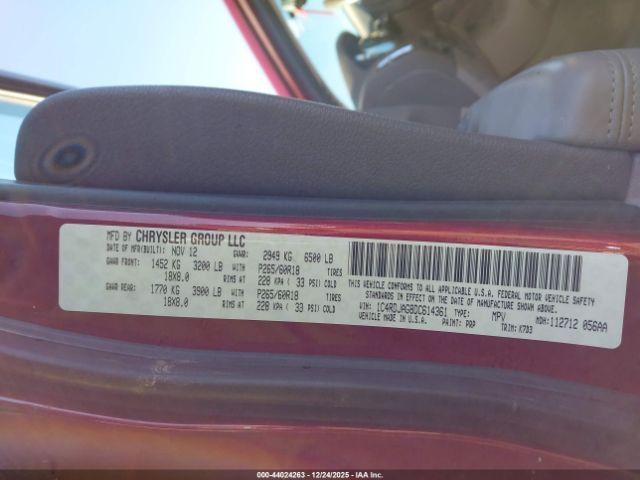 MFD BY CHRYSLER GROUP LLC
DATE OF MFR(BUILT): NOV 12 GVWR: 2949 KG 6500 LB
GAWR FRONT: 1452 KG 3200 LB WITH P265/60R18 TIRES
18X8.0 RIMS AT 228 KPA ( 33 PSI) COLD
GAWR REAR: 1770 KG 3900 LB WITH P265/60R18 TIRES
18X8.0 RIMS AT 228 KPA ( 33 PSI) COLD
THIS VEHICLE CONFORMS TO ALL APPLICABLE U.S.A. FEDERAL MOTOR VEHICLE SAFETY
STANDARDS IN EFFECT ON THE DATE OF MANUFACTURE SHOWN ABOVE.
VIN: 1C4RDJAG8DC614361 TYPE: MPV MDH: 112712 056AA
VEHICLE MADE IN U.S.A. PAINT: PRP TRIM: K7D3
000-44024263 - 12/24/2025 - IAA Inc.